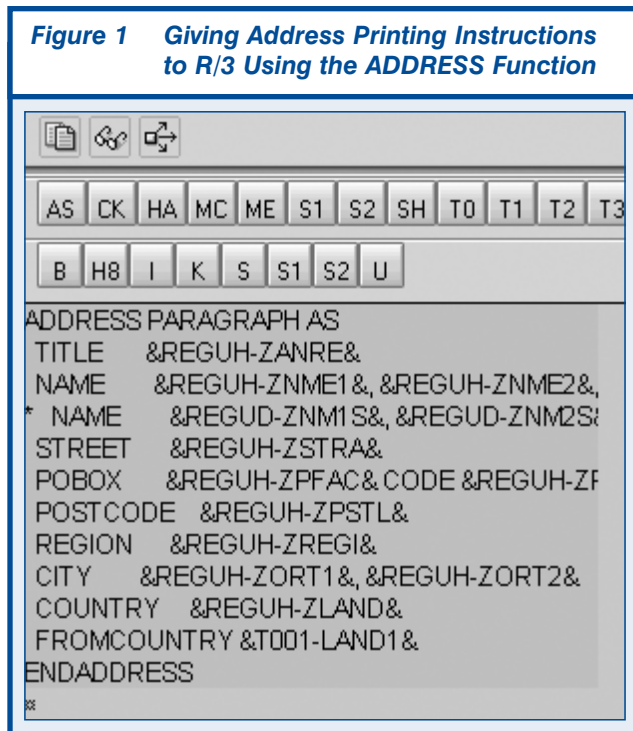 Figure 1 Giving Address Printing Instructions
to R/3 Using the ADDRESS Function
AS CK HA MC ME S1 S2 SH T0 T1 T2 T3
B H8 I K S S1 S2 U
ADDRESS PARAGRAPH AS
TITLE &REGUH-ZANRE&
NAME &REGUH-ZNME1&, &REGUH-ZNME2&,
* NAME &REGUD-ZNM1S&, &REGUD-ZNM2S&
STREET &REGUH-ZSTRA&
POBOX &REGUH-ZPFAC& CODE &REGUH-ZP
POSTCODE &REGUH-ZPSTL&
REGION &REGUH-ZREGI&
CITY &REGUH-ZORT1&, &REGUH-ZORT2&
COUNTRY &REGUH-ZLAND&
FROMCOUNTRY &T001-LAND1&
ENDADDRESS